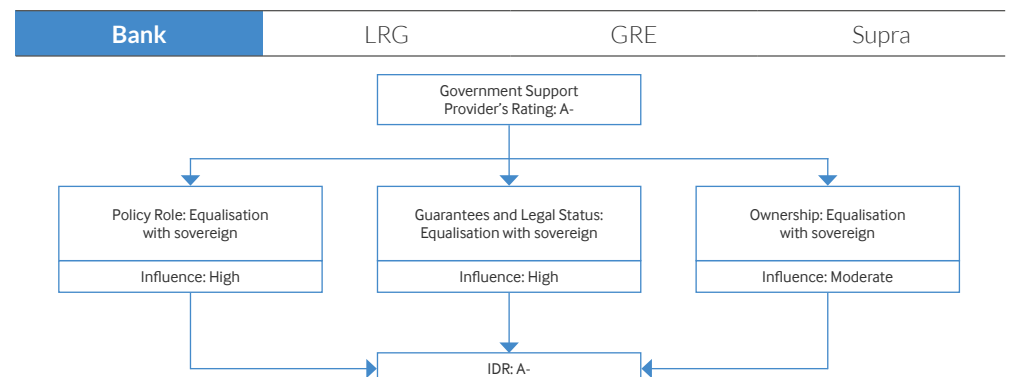 Bank LRG GRE Supra
Government Support
Provider's Rating: A-
Policy Role: Equalisation
with sovereign
Influence: High
Guarantees and Legal Status:
Equalisation with sovereign
Influence: High
Ownership: Equalisation
with sovereign
Influence: Moderate
IDR: A-